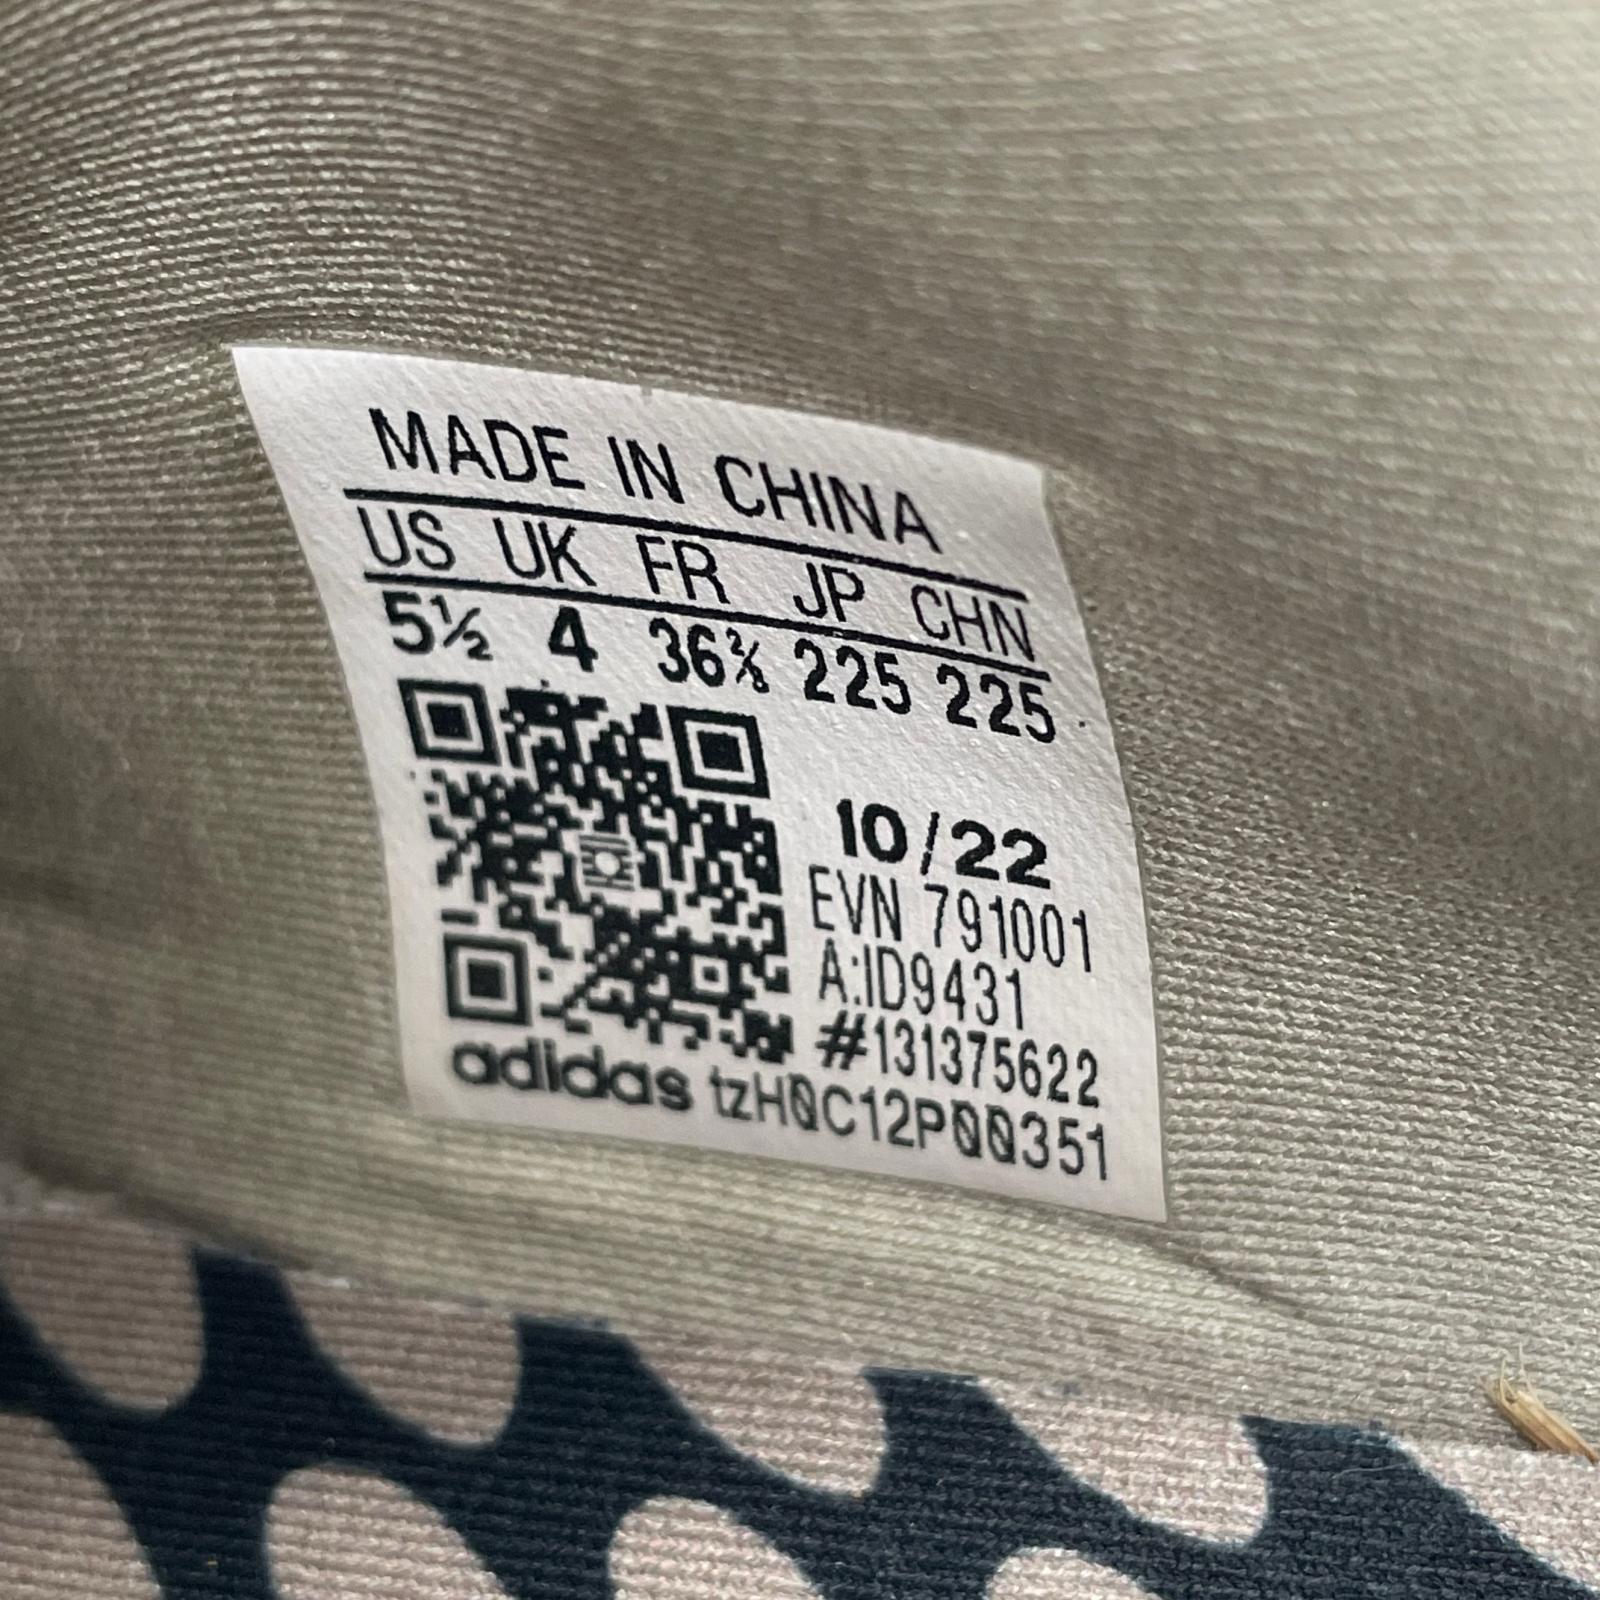 MADE IN CHINA
US UK FR JP CHN
5½ 4 36⅔ 225 225
10/22
EVN 791001
A:ID9431
#131375622
adidas tzH0C12P00351